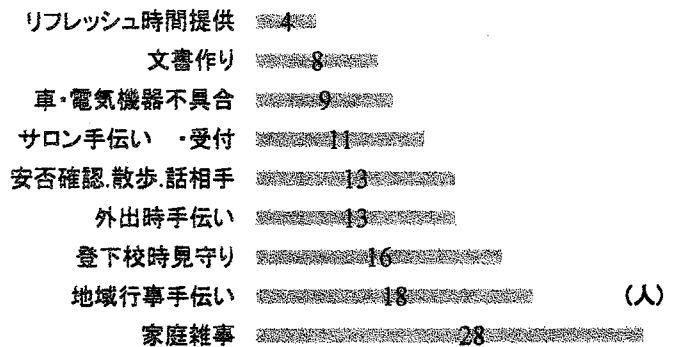 リフレッシュ時間提供 4
文書作り 8
車・電気機器不具合 9
サロン手伝い ・受付 11
安否確認.散歩.話相手 13
外出時手伝い 13
登下校時見守り 16
地域行事手伝い 18 (人)
家庭雑事 28